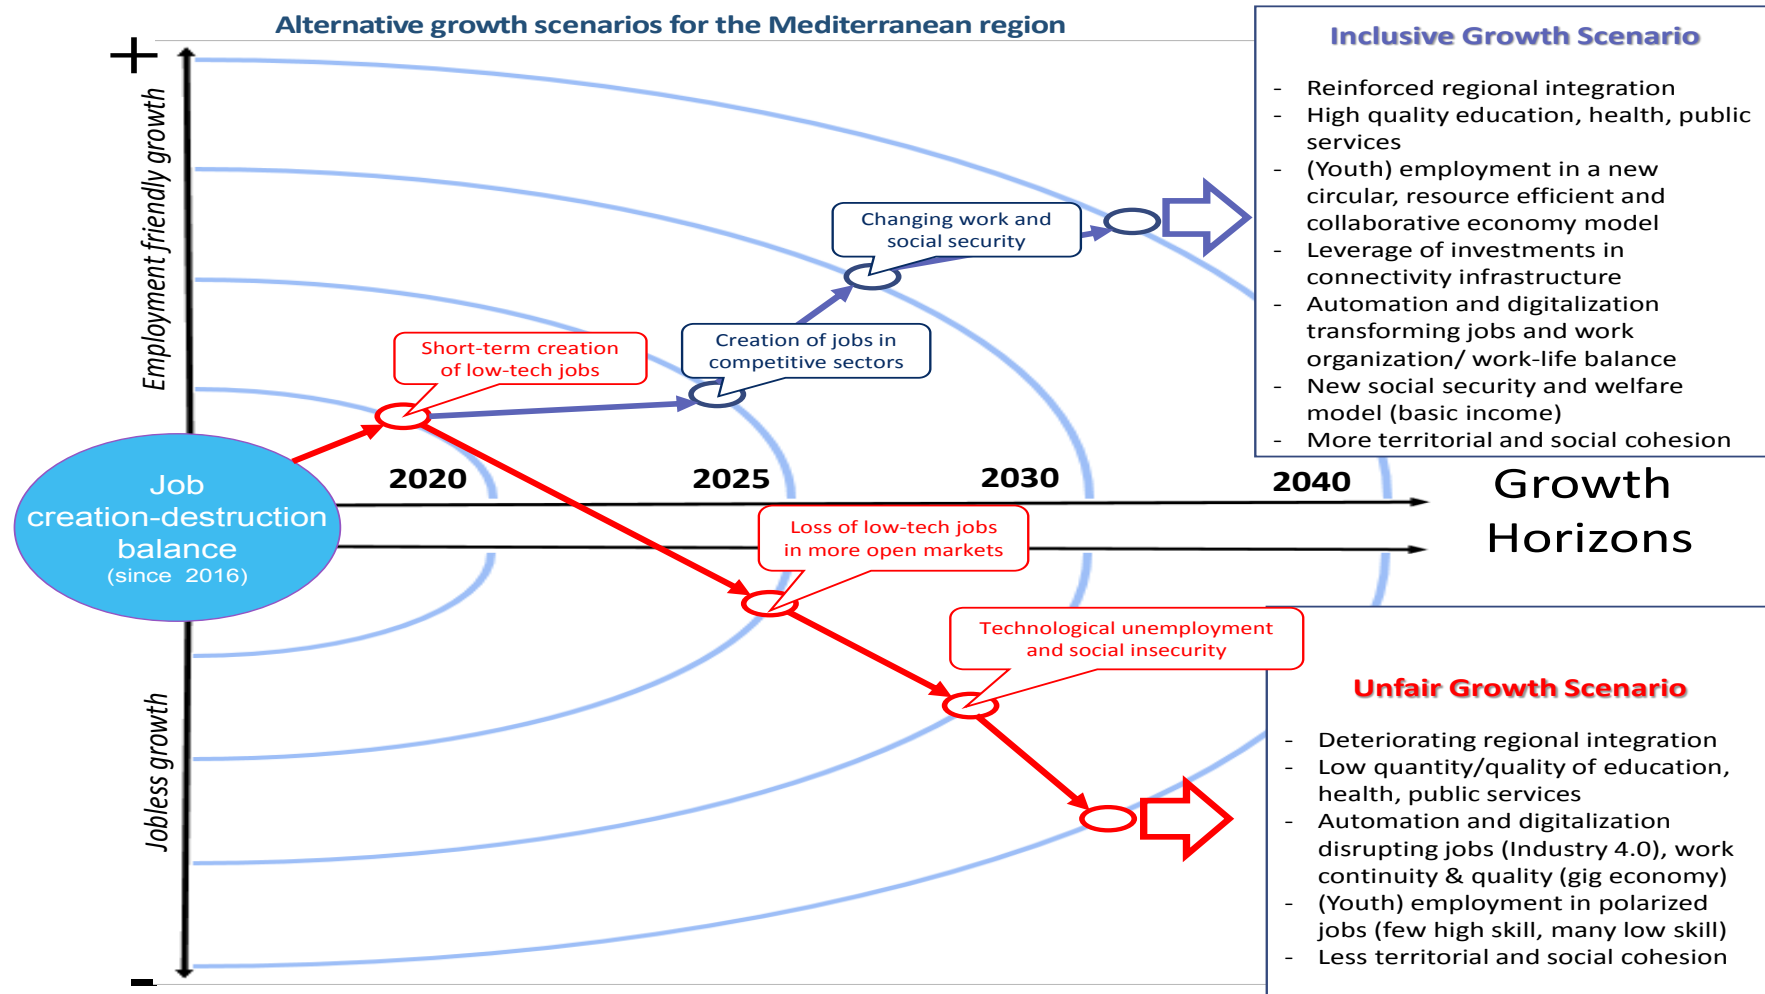 Alternative growth scenarios for the Mediterranean region
+
Employment friendly growth
Jobless growth
-
Job
creation-destruction
balance
(since 2016)
Short-term creation
of low-tech jobs
Creation of jobs in
competitive sectors
Changing work and
social security
2020
2025
2030
2040
Growth
Horizons
Loss of low-tech jobs
in more open markets
Technological unemployment
and social insecurity
Inclusive Growth Scenario
- Reinforced regional integration
- High quality education, health, public
services
- (Youth) employment in a new
circular, resource efficient and
collaborative economy model
- Leverage of investments in
connectivity infrastructure
- Automation and digitalization
transforming jobs and work
organization/ work-life balance
- New social security and welfare
model (basic income)
- More territorial and social cohesion
Unfair Growth Scenario
- Deteriorating regional integration
- Low quantity/quality of education,
health, public services
- Automation and digitalization
disrupting jobs (Industry 4.0), work
continuity & quality (gig economy)
- (Youth) employment in polarized
jobs (few high skill, many low skill)
- Less territorial and social cohesion